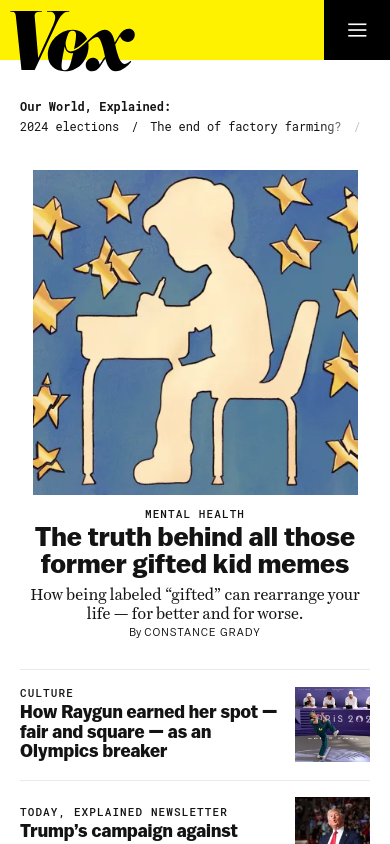 Vox
Our World, Explained:
2024 elections / The end of factory farming? /
MENTAL HEALTH
The truth behind all those
former gifted kid memes
How being labeled “gifted” can rearrange your
life — for better and for worse.
By CONSTANCE GRADY
CULTURE
How Raygun earned her spot —
fair and square — as an
Olympics breaker
TODAY, EXPLAINED NEWSLETTER
Trump’s campaign against